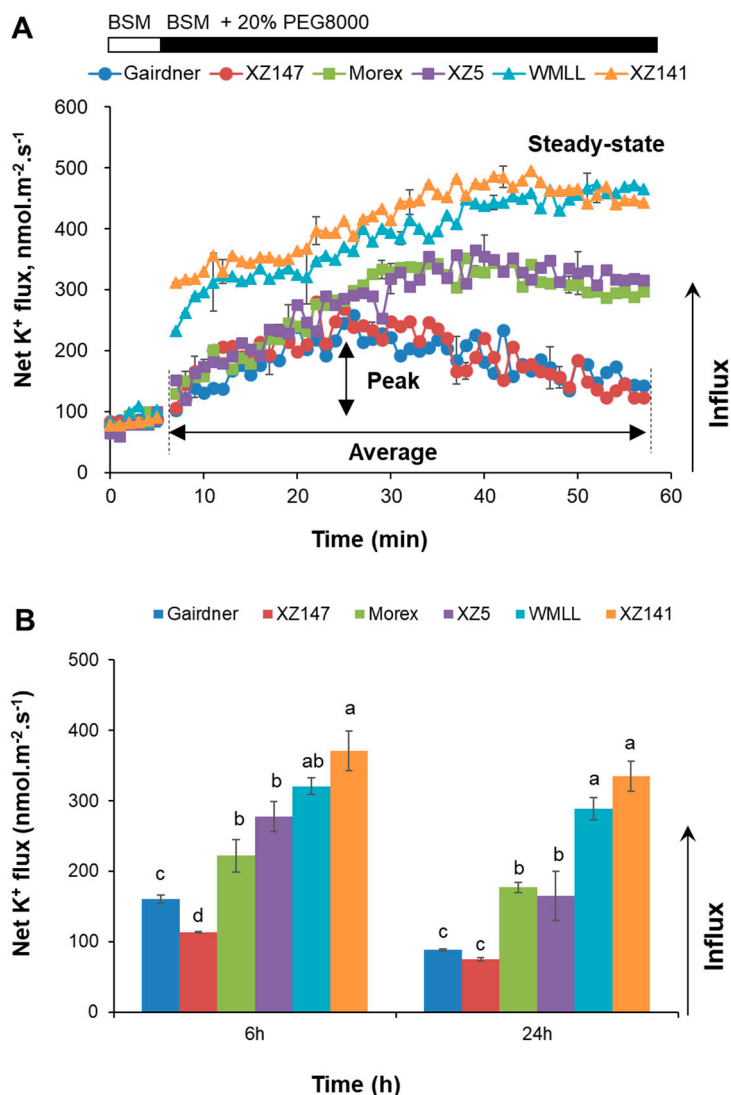 A
BSM BSM + 20% PEG8000
Gairdner XZ147 Morex XZ5 WMLL XZ141
Net K⁺ flux, nmol.m⁻².s⁻¹
600
500
400
300
200
100
0
Steady-state
Peak
Average
Influx
0 10 20 30 40 50 60
Time (min)
B
Gairdner XZ147 Morex XZ5 WMLL XZ141
Net K⁺ flux (nmol.m⁻².s⁻¹)
500
400
300
200
100
0
c d b b ab a
c c b b a a
Influx
6h 24h
Time (h)